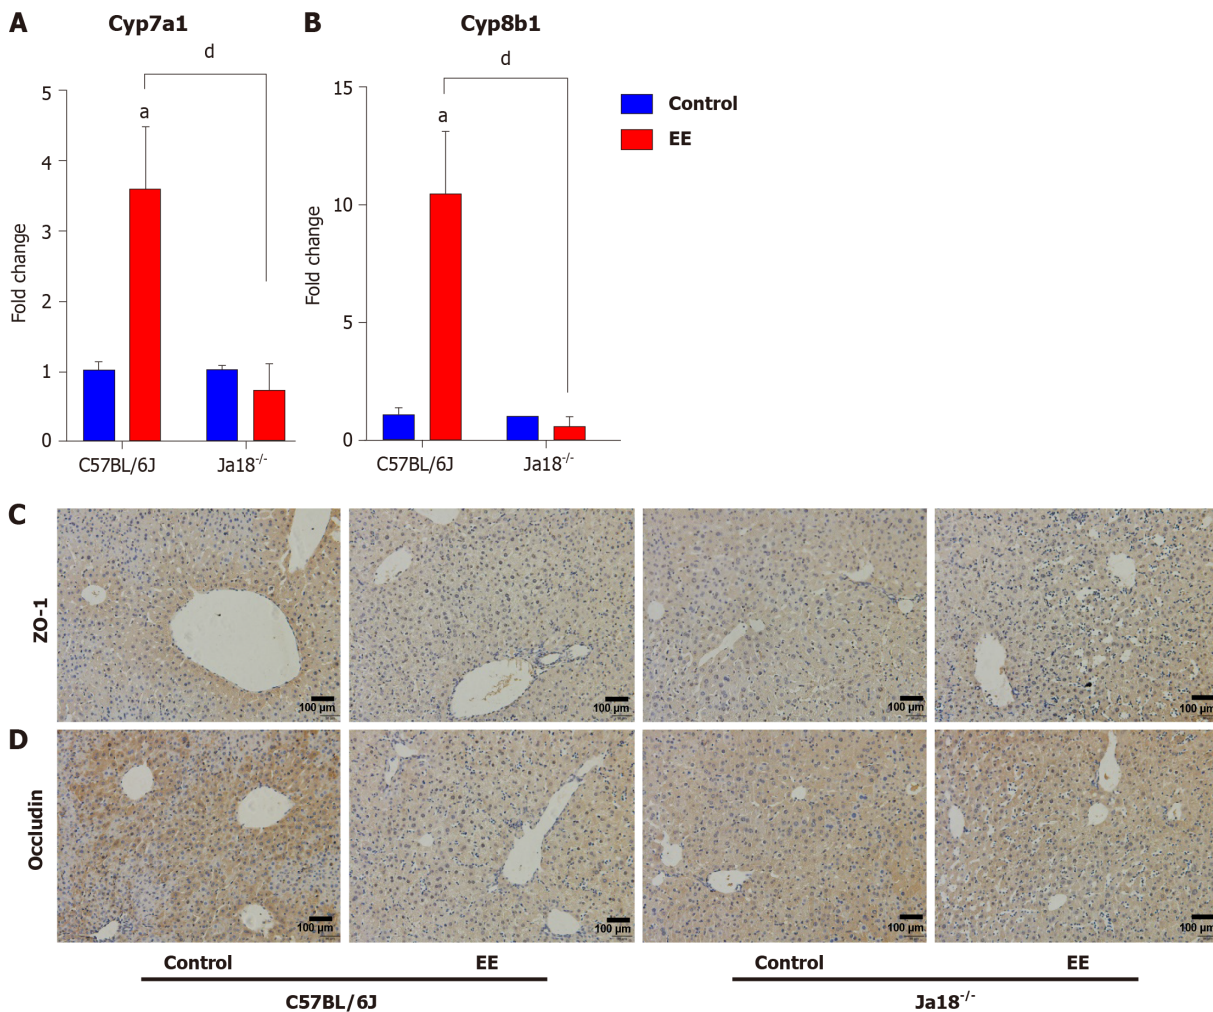 A Cyp7a1
d
a
5
4
3
2
1
0
Fold change
C57BL/6J Ja18-/-
B Cyp8b1
d
a
15
10
5
0
Fold change
C57BL/6J Ja18-/-
Control
EE
C
ZO-1
100 µm 100 µm 100 µm 100 µm
D
Occludin
100 µm 100 µm 100 µm 100 µm
Control EE Control EE
C57BL/6J Ja18-/-